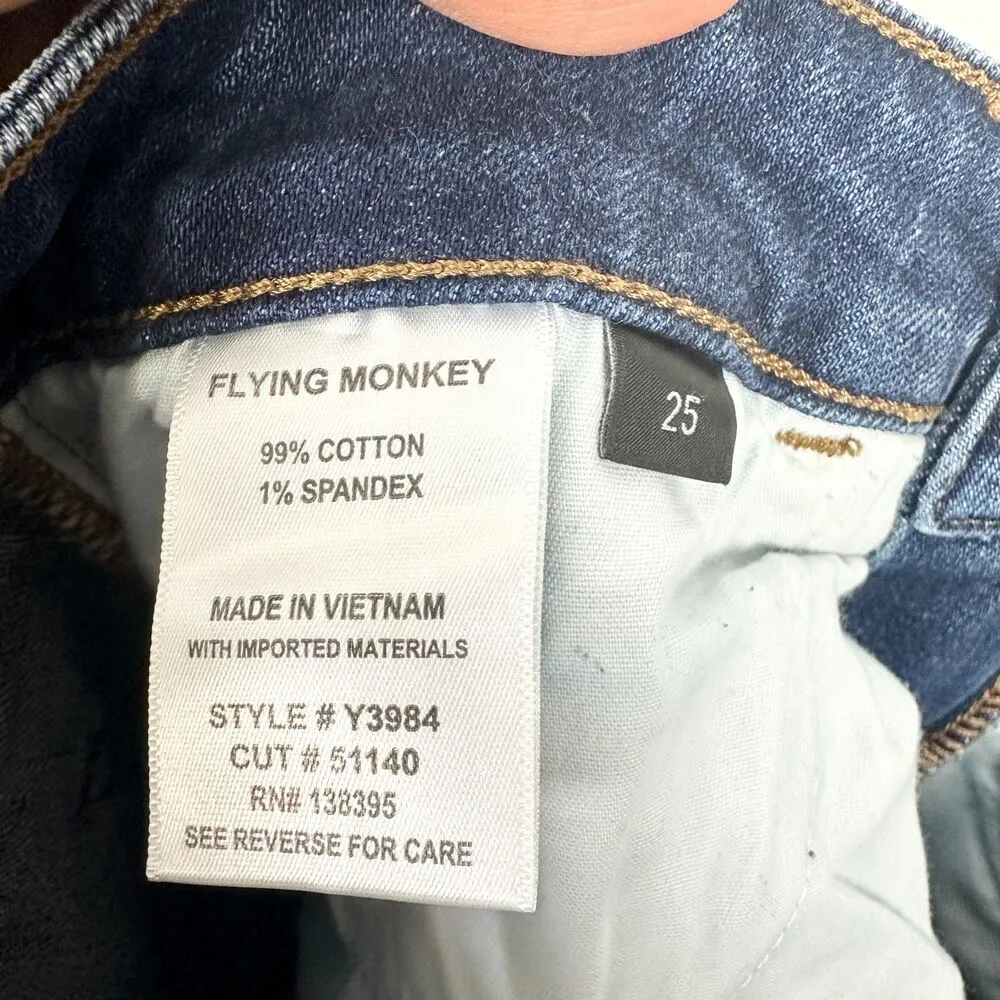 FLYING MONKEY
99% COTTON
1% SPANDEX
MADE IN VIETNAM
WITH IMPORTED MATERIALS
STYLE # Y3984
CUT # 51140
RN# 138395
SEE REVERSE FOR CARE
25